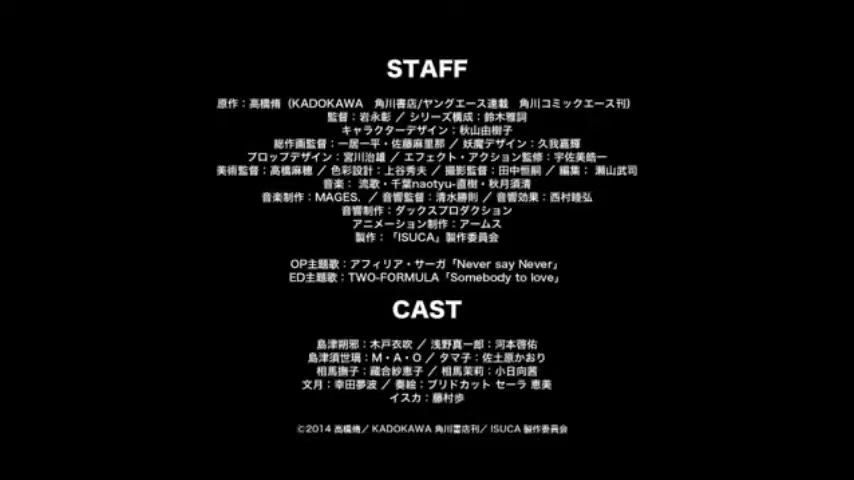 STAFF
原作：高橋脩（KADOKAWA　角川書店/ヤングエース連載　角川コミックエース刊）
監督：岩永彰 ／ シリーズ構成：鈴木雅詞
キャラクターデザイン：秋山由樹子
総作画監督：一居一平・佐藤麻里那 ／ 妖魔デザイン：久我嘉輝
プロップデザイン：宮川治雄 ／ エフェクト・アクション監修：宇佐美皓一
美術監督：高橋麻穂 ／ 色彩設計：上谷秀夫 ／ 撮影監督：田中恒嗣 ／ 編集： 瀬山武司
音楽： 流歌・千葉naotyu-直樹・秋月須清
音楽制作：MAGES. ／ 音響監督：清水勝則 ／ 音響効果：西村睦弘
音響制作：ダックスプロダクション
アニメーション制作：アームス
製作：「ISUCA」製作委員会
OP主題歌：アフィリア・サーガ「Never say Never」
ED主題歌：TWO-FORMULA「Somebody to love」
CAST
島津朔邪：木戸衣吹 ／ 浅野真一郎：河本啓佑
島津須世璃：M・A・O ／ タマ子：佐土原かおり
相馬撫子：蔵合紗恵子 ／ 相馬茉莉：小日向茜
文月：幸田夢波 ／ 奏絵：ブリドカット セーラ 恵美
イスカ：藤村歩
©2014 高橋脩／ KADOKAWA 角川書店刊／ ISUCA 製作委員会